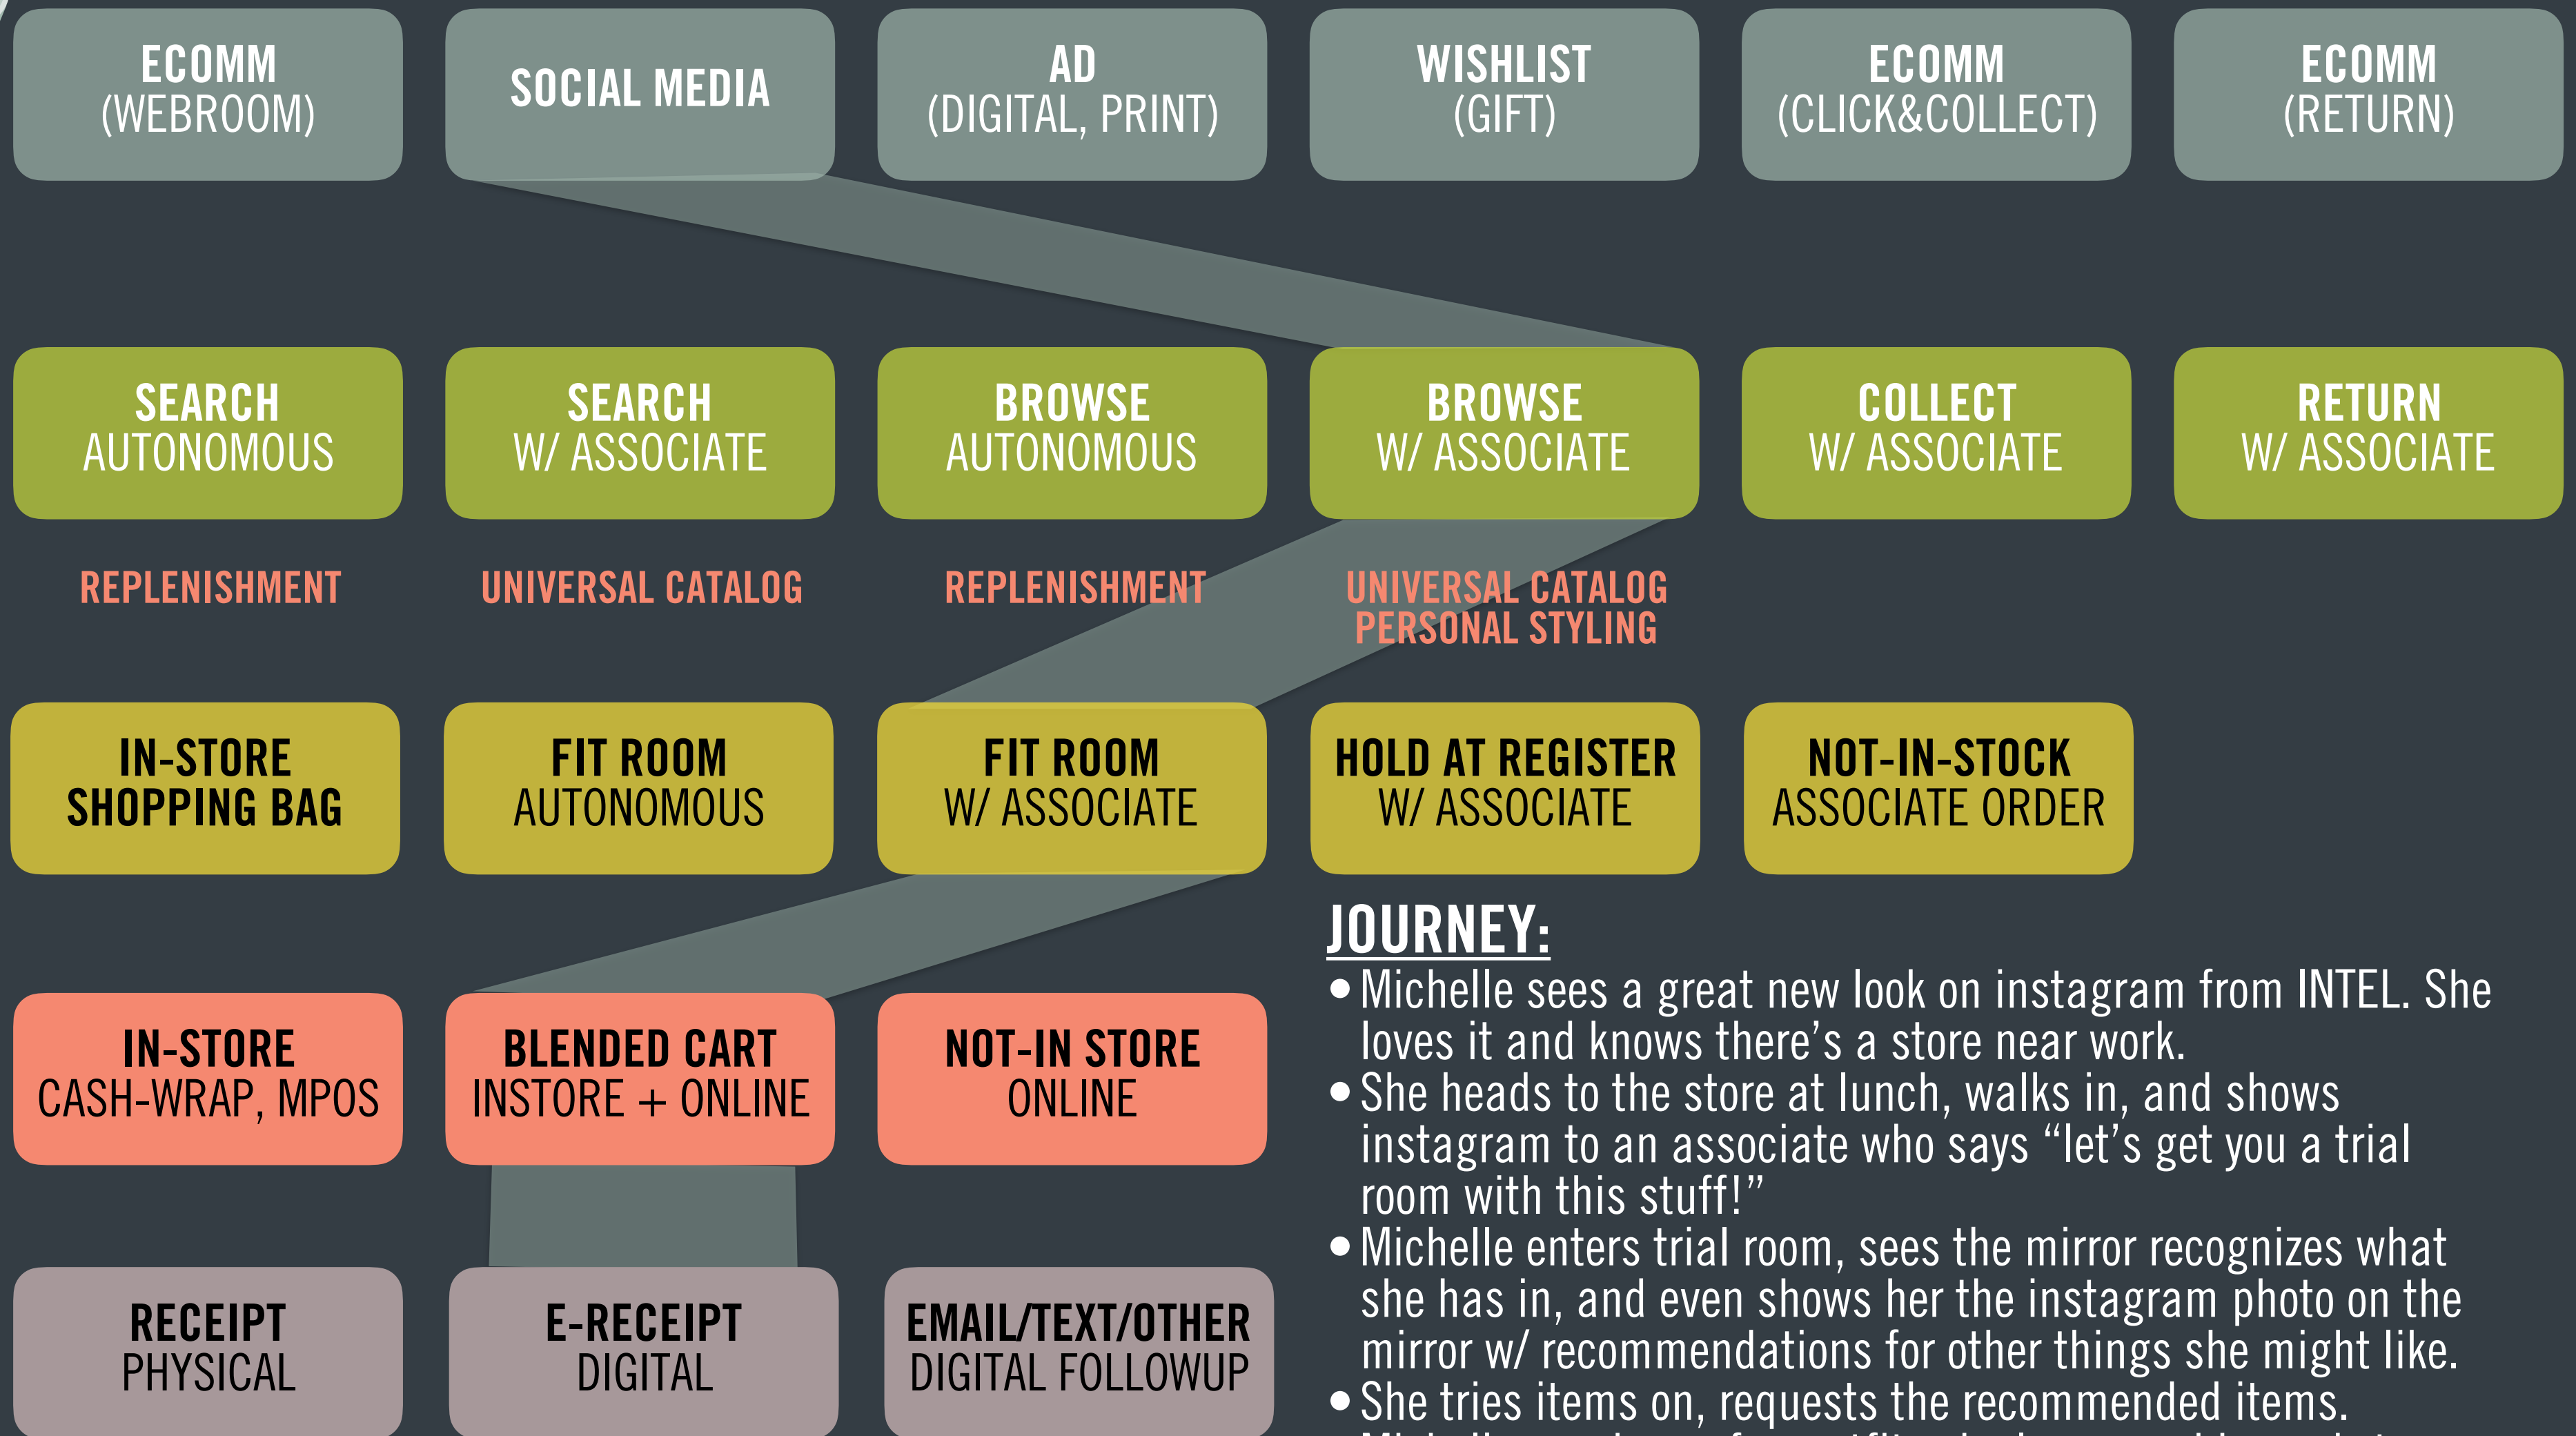 ECOMM
(WEBROOM)
SOCIAL MEDIA
AD
(DIGITAL, PRINT)
WISHLIST
(GIFT)
ECOMM
(CLICK&COLLECT)
ECOMM
(RETURN)
SEARCH
AUTONOMOUS
SEARCH
W/ ASSOCIATE
BROWSE
AUTONOMOUS
BROWSE
W/ ASSOCIATE
COLLECT
W/ ASSOCIATE
RETURN
W/ ASSOCIATE
REPLENISHMENT
UNIVERSAL CATALOG
REPLENISHMENT
UNIVERSAL CATALOG
PERSONAL STYLING
IN-STORE
SHOPPING BAG
FIT ROOM
AUTONOMOUS
FIT ROOM
W/ ASSOCIATE
HOLD AT REGISTER
W/ ASSOCIATE
NOT-IN-STOCK
ASSOCIATE ORDER
IN-STORE
CASH-WRAP, MPOS
BLENDED CART
INSTORE + ONLINE
NOT-IN STORE
ONLINE
RECEIPT
PHYSICAL
E-RECEIPT
DIGITAL
EMAIL/TEXT/OTHER
DIGITAL FOLLOWUP
JOURNEY:
• Michelle sees a great new look on instagram from INTEL. She
loves it and knows there’s a store near work.
• She heads to the store at lunch, walks in, and shows
instagram to an associate who says “let’s get you a trial
room with this stuff!”
• Michelle enters trial room, sees the mirror recognizes what
she has in, and even shows her the instagram photo on the
mirror w/ recommendations for other things she might like.
• She tries items on, requests the recommended items.